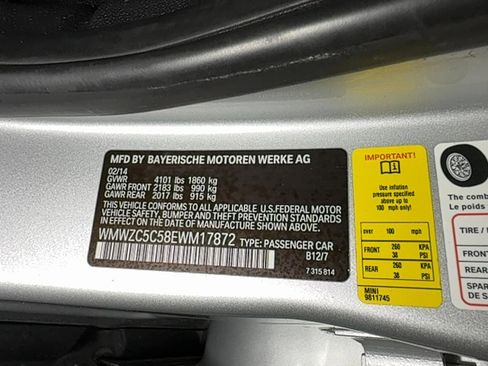 MFD BY BAYERISCHE MOTOREN WERKE AG
02/14
GVWR 4101 lbs 1860 kg
GAWR FRONT 2183 lbs 990 kg
GAWR REAR 2017 lbs 915 kg
THIS VEHICLE CONFORMS TO ALL APPLICABLE U.S. FEDERAL MOTOR
VEHICLE SAFETY, BUMPER, AND THEFT PREVENTION STANDARDS
IN EFFECT ON THE DATE OF MANUFACTURE SHOWN ABOVE.
WMWZC5C58EWM17872 TYPE: PASSENGER CAR
B12/7
7 315 814
Use inflation
pressure specified
above up to
100 mph only!
over 100 mph
FRONT 260 KPA
38 PSI
REAR 260 KPA
38 PSI
MINI
9811745
The co
Le poids
TIRE
FRONT
REAR
SPAR
DE S